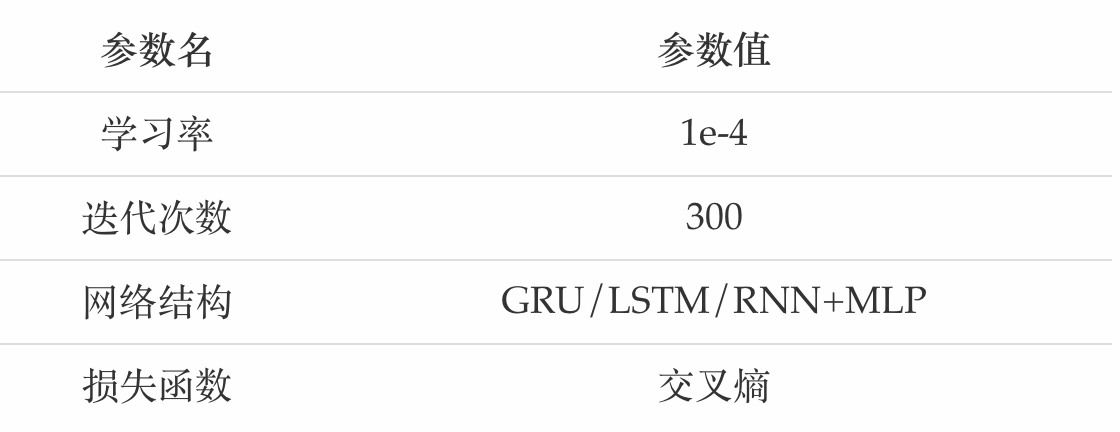 参数名 参数值
学习率 1e-4
迭代次数 300
网络结构 GRU/LSTM/RNN+MLP
损失函数 交叉熵